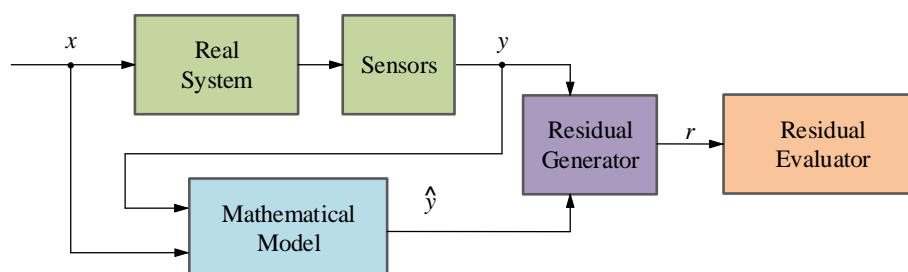 x
Real
System
Sensors
y
Residual
Generator
r
Residual
Evaluator
Mathematical
Model
ŷ